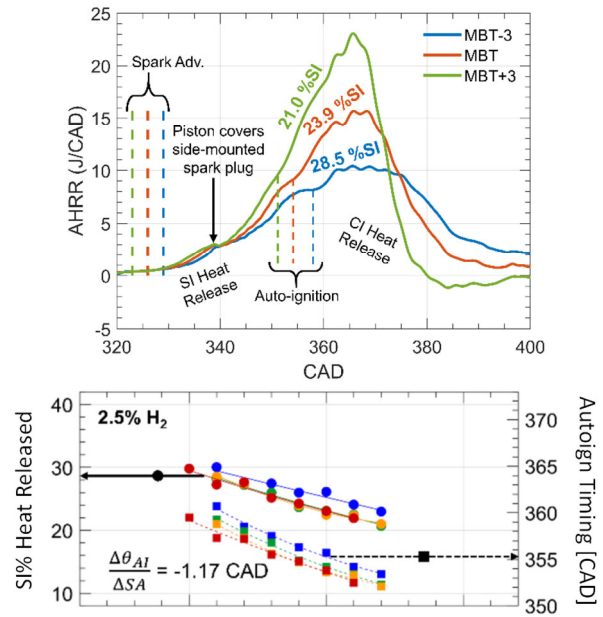 25
20
15
10
5
0
-5
320
340
360
380
400
AHRR (J/CAD)
CAD
MBT-3
MBT
MBT+3
Spark Adv.
Piston covers
side-mounted
spark plug
21.0 %SI
23.9 %SI
28.5 %SI
SI Heat
Release
CI Heat
Release
Auto-ignition
2.5% H₂
SI% Heat Released
40
30
20
10
Autoign Timing [CAD]
370
365
360
355
350
Δθ_AI/ΔSA = -1.17 CAD